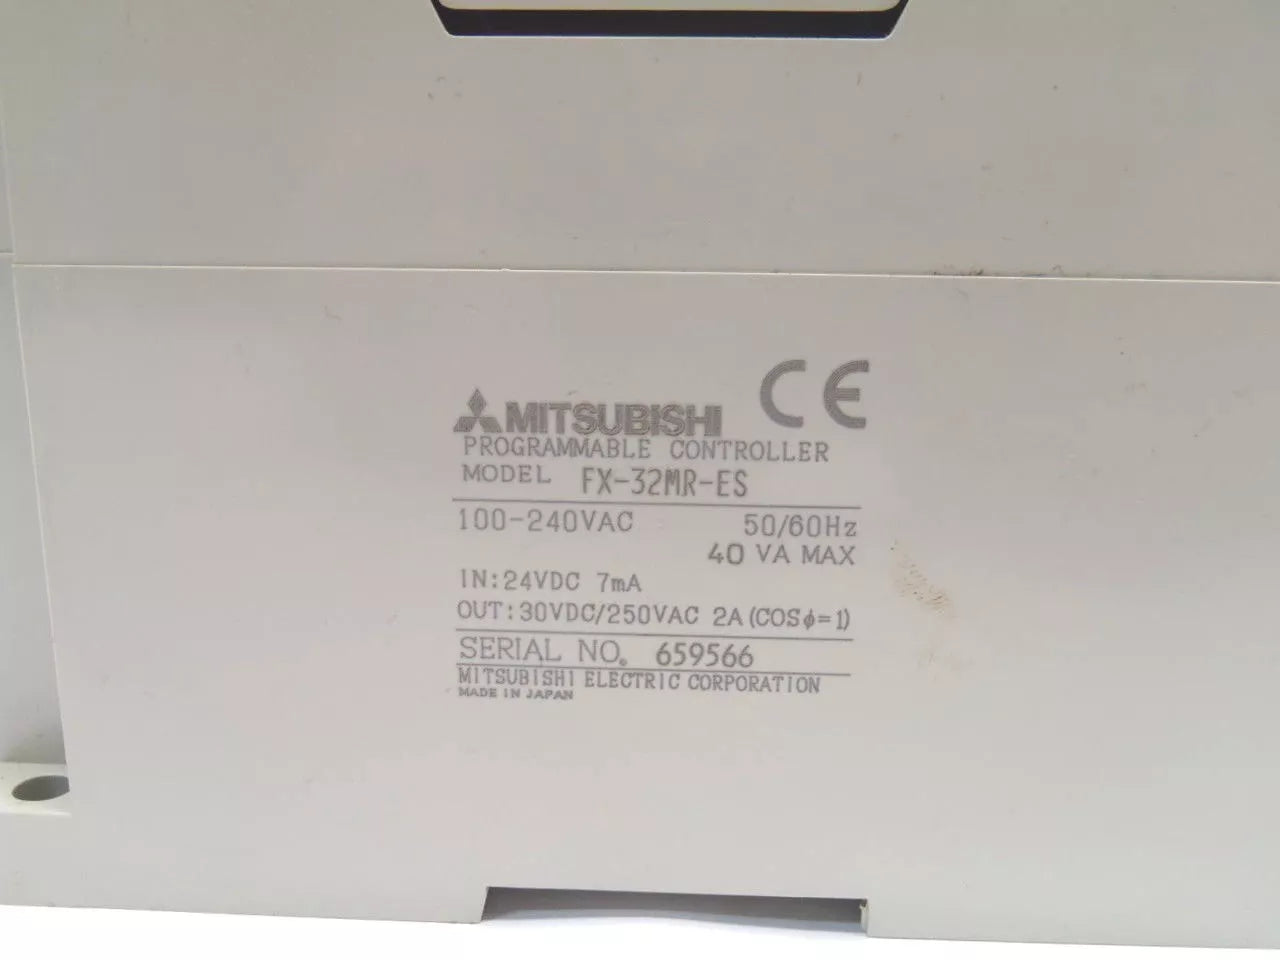 MITSUBISHI CE
PROGRAMMABLE CONTROLLER
MODEL FX-32MR-ES
100-240VAC 50/60Hz
40 VA MAX
IN:24VDC 7mA
OUT:30VDC/250VAC 2A(COSϕ=1)
SERIAL NO. 659566
MITSUBISHI ELECTRIC CORPORATION
MADE IN JAPAN